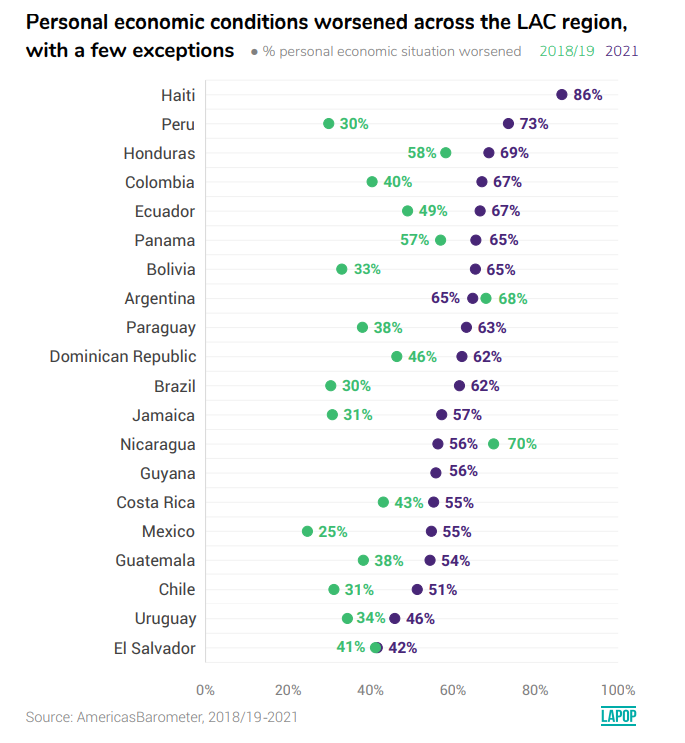 Personal economic conditions worsened across the LAC region,
with a few exceptions ● % personal economic situation worsened 2018/19 2021
Haiti 86%
Peru 30% 73%
Honduras 58% 69%
Colombia 40% 67%
Ecuador 49% 67%
Panama 57% 65%
Bolivia 33% 65%
Argentina 65% 68%
Paraguay 38% 63%
Dominican Republic 46% 62%
Brazil 30% 62%
Jamaica 31% 57%
Nicaragua 56% 70%
Guyana 56%
Costa Rica 43% 55%
Mexico 25% 55%
Guatemala 38% 54%
Chile 31% 51%
Uruguay 34% 46%
El Salvador 41% 42%
0% 20% 40% 60% 80% 100%
Source: AmericasBarometer, 2018/19-2021 LAPOP